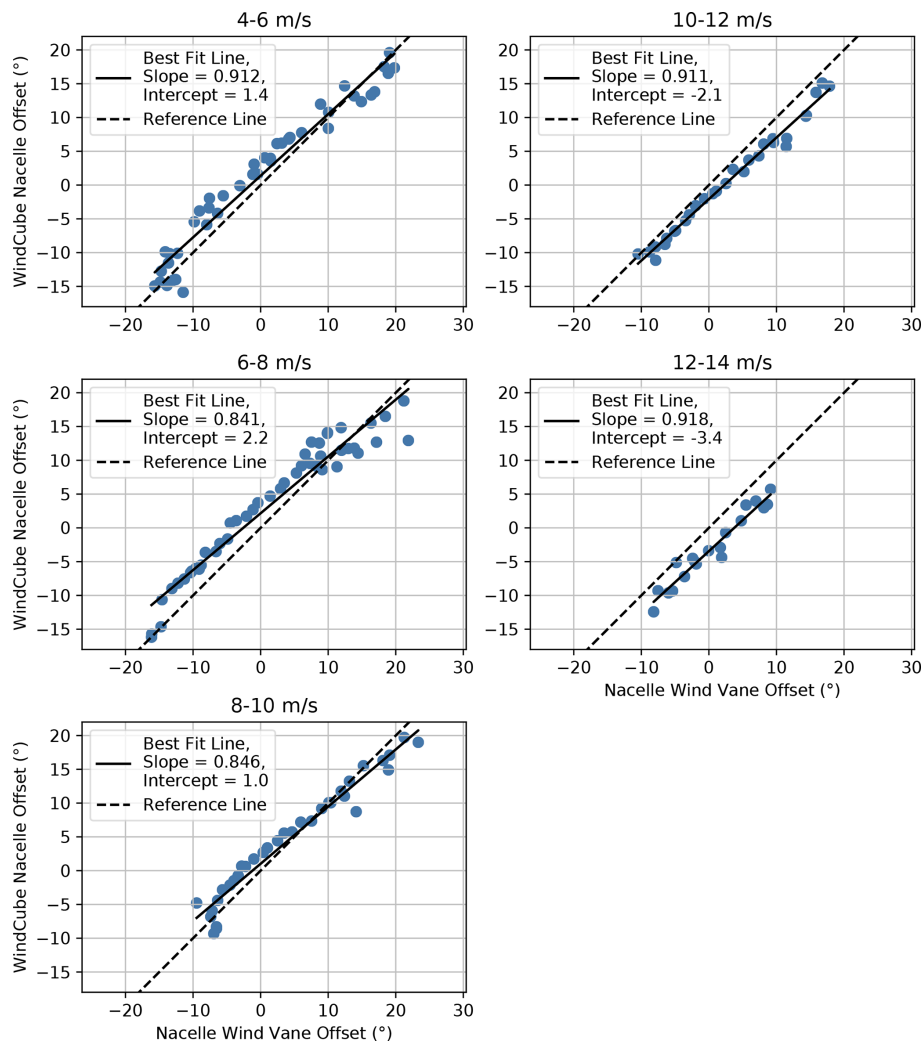 4-6 m/s
WindCube Nacelle Offset (°)
20
15
10
5
0
−5
−10
−15
Best Fit Line,
Slope = 0.912,
Intercept = 1.4
Reference Line
−20
−10
0
10
20
30
10-12 m/s
20
15
10
5
0
−5
−10
−15
Best Fit Line,
Slope = 0.911,
Intercept = -2.1
Reference Line
−20
−10
0
10
20
30
6-8 m/s
WindCube Nacelle Offset (°)
20
15
10
5
0
−5
−10
−15
Best Fit Line,
Slope = 0.841,
Intercept = 2.2
Reference Line
−20
−10
0
10
20
30
12-14 m/s
20
15
10
5
0
−5
−10
−15
Best Fit Line,
Slope = 0.918,
Intercept = -3.4
Reference Line
−20
−10
0
10
20
30
Nacelle Wind Vane Offset (°)
8-10 m/s
WindCube Nacelle Offset (°)
20
15
10
5
0
−5
−10
−15
Best Fit Line,
Slope = 0.846,
Intercept = 1.0
Reference Line
−20
−10
0
10
20
30
Nacelle Wind Vane Offset (°)